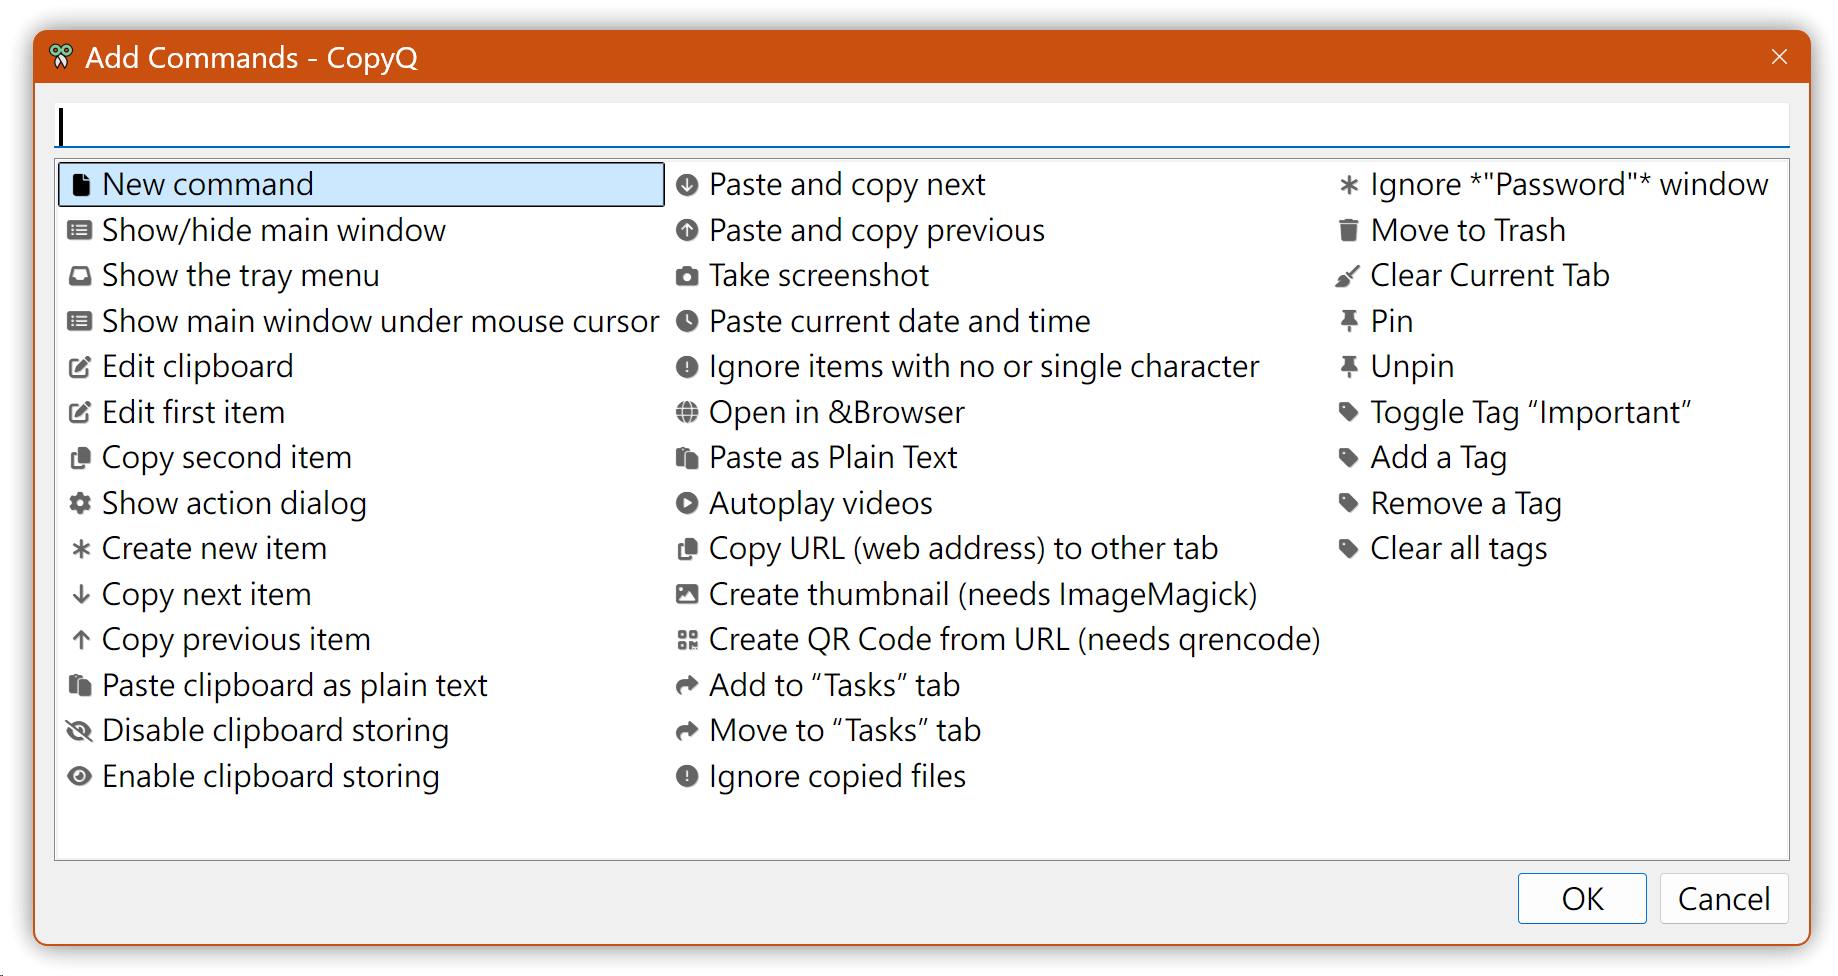 Add Commands - CopyQ
New command
Show/hide main window
Show the tray menu
Show main window under mouse cursor
Edit clipboard
Edit first item
Copy second item
Show action dialog
Create new item
Copy next item
Copy previous item
Paste clipboard as plain text
Disable clipboard storing
Enable clipboard storing
Paste and copy next
Paste and copy previous
Take screenshot
Paste current date and time
Ignore items with no or single character
Open in &Browser
Paste as Plain Text
Autoplay videos
Copy URL (web address) to other tab
Create thumbnail (needs ImageMagick)
Create QR Code from URL (needs qrencode)
Add to “Tasks” tab
Move to “Tasks” tab
Ignore copied files
Ignore *"Password"* window
Move to Trash
Clear Current Tab
Pin
Unpin
Toggle Tag “Important”
Add a Tag
Remove a Tag
Clear all tags
OK
Cancel